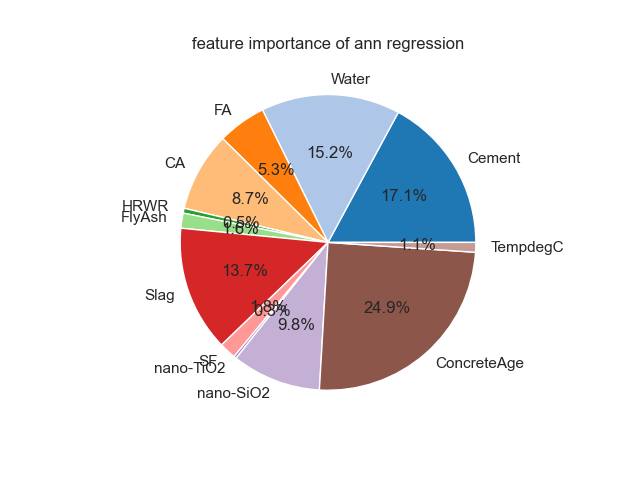 feature importance of ann regression
Water
FA
CA
Cement
15.2%
5.3%
8.7%
17.1%
HRWR
FlyAsh
0.5%
1.6%
1.1%
TempdegC
13.7%
Slag
1.8%
9.8%
24.9%
SF
nano-TiO2
nano-SiO2
ConcreteAge